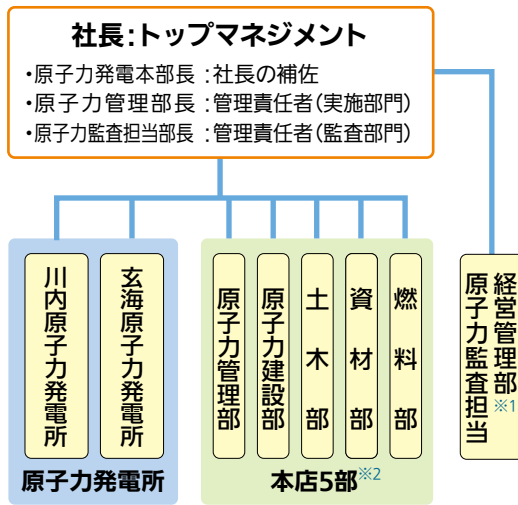 社長:トップマネジメント
・原子力発電本部長：社長の補佐
・原子力管理部長：管理責任者(実施部門)
・原子力監査担当部長：管理責任者(監査部門)
川内原子力発電所
玄海原子力発電所
原子力発電所
原子力管理部
原子力建設部
土木部
資材部
燃料部
本店5部※2
経営管理部
原子力監査担当※1